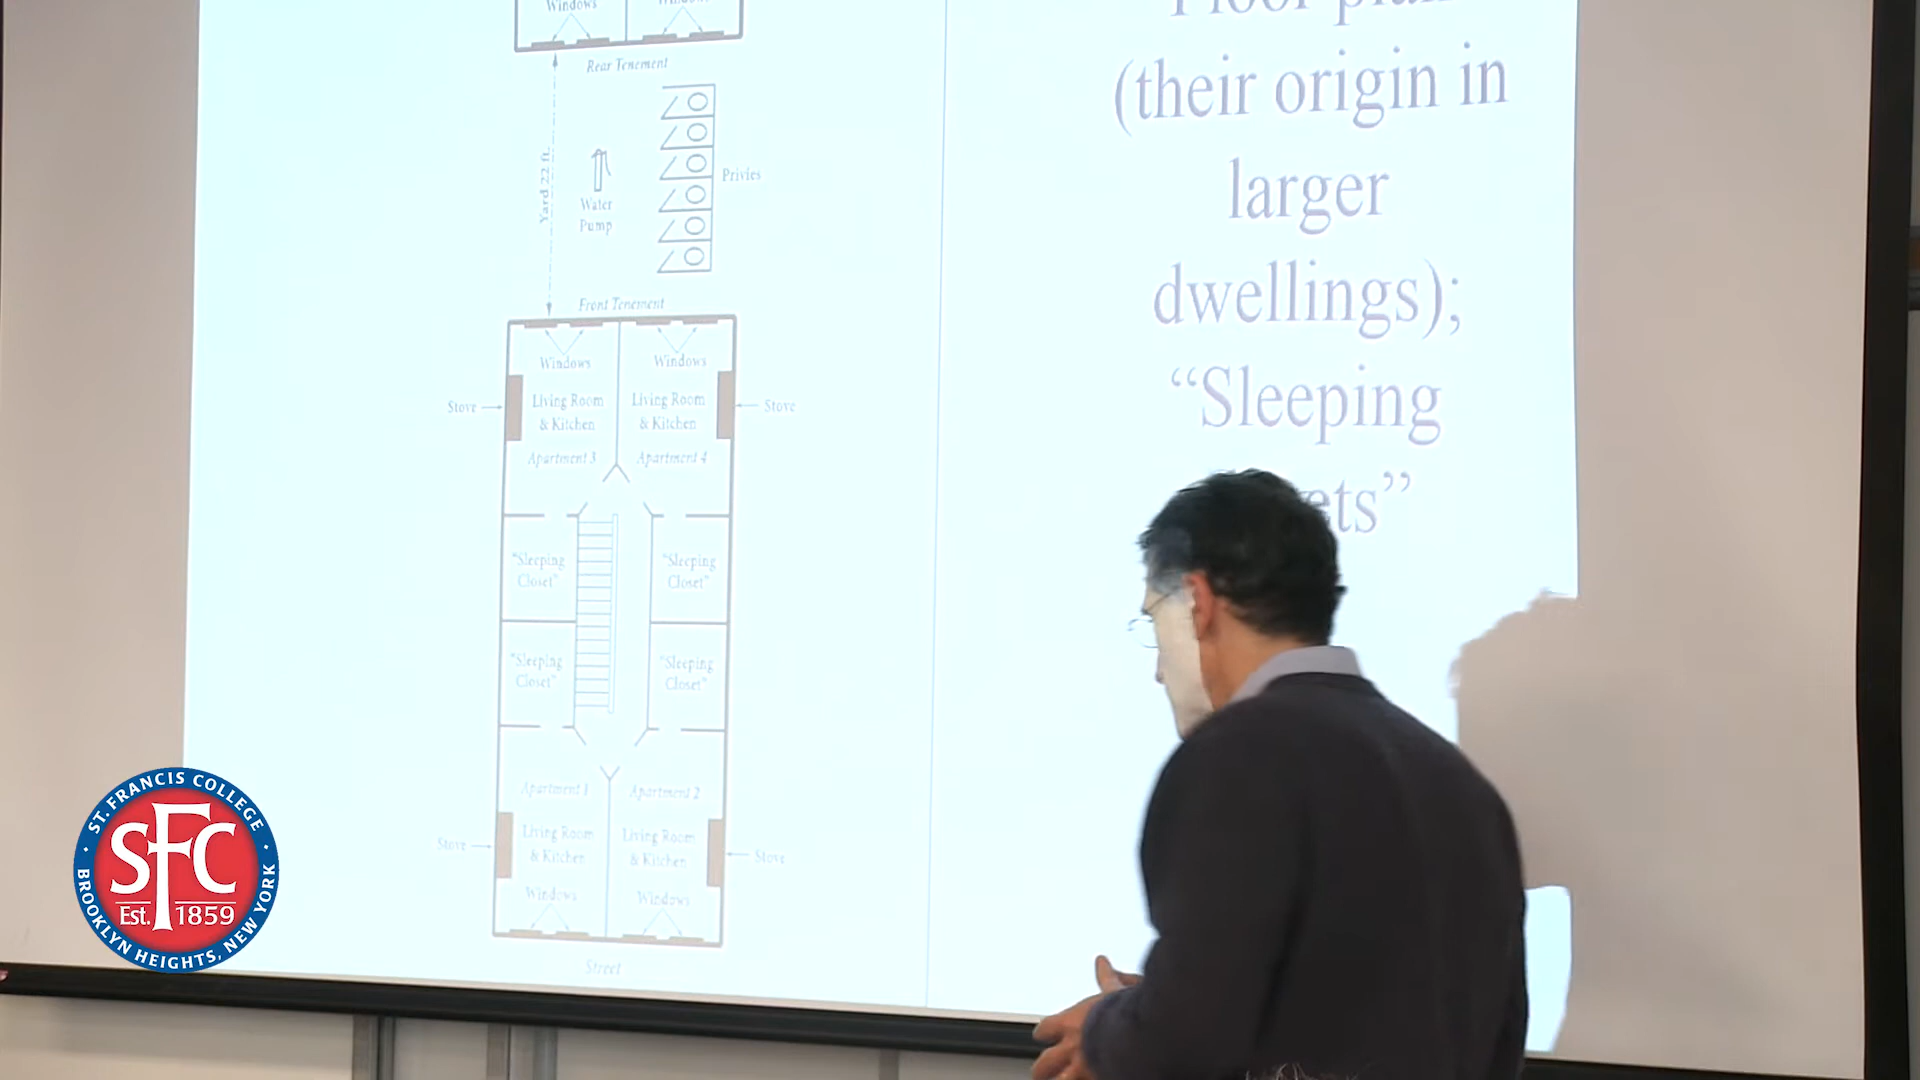 Windows
Rear Tenement
Yard 22 ft.
Water
Pump
Privies
Front Tenement
Windows
Windows
Stove
Living Room
& Kitchen
Living Room
& Kitchen
Stove
Apartment 3
Apartment 4
"Sleeping
Closet"
"Sleeping
Closet"
"Sleeping
Closet"
"Sleeping
Closet"
Apartment 1
Apartment 2
Stove
Living Room
& Kitchen
Living Room
& Kitchen
Stove
Windows
Windows
Street
Floor plan
(their origin in
larger
dwellings);
“Sleeping
ets”
ST. FRANCIS COLLEGE
SFC
Est. 1859
BROOKLYN HEIGHTS, NEW YORK